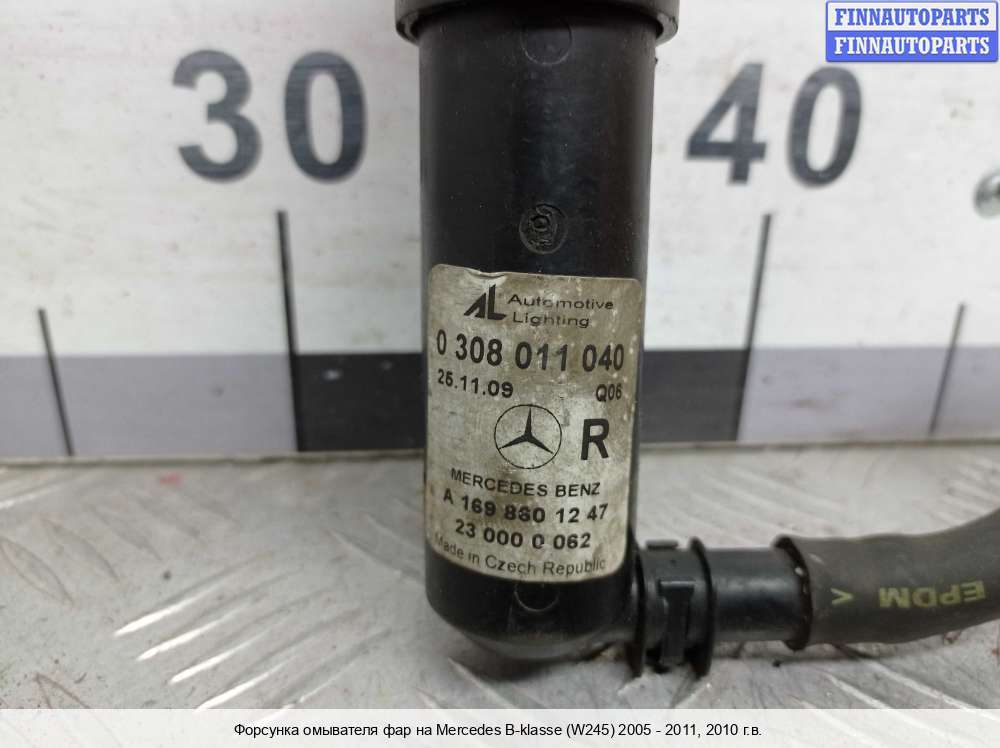 FINNAUTOPARTS
FINNAUTOPARTS
30
40
AL Automotive
Lighting
0 308 011 040
25.11.09 Q06
R
MERCEDES BENZ
A 169 860 12 47
23 000 0 062
Made in Czech Republic
> EPDM
Форсунка омывателя фар на Mercedes B-klasse (W245) 2005 - 2011, 2010 г.в.